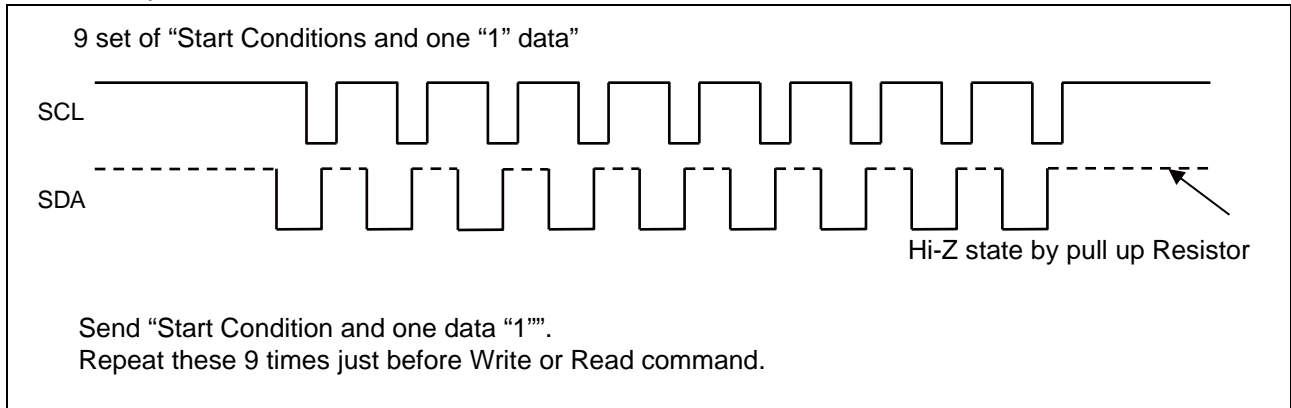 9 set of “Start Conditions and one “1” data”
SCL
SDA
Hi-Z state by pull up Resistor
Send “Start Condition and one data “1””.
Repeat these 9 times just before Write or Read command.